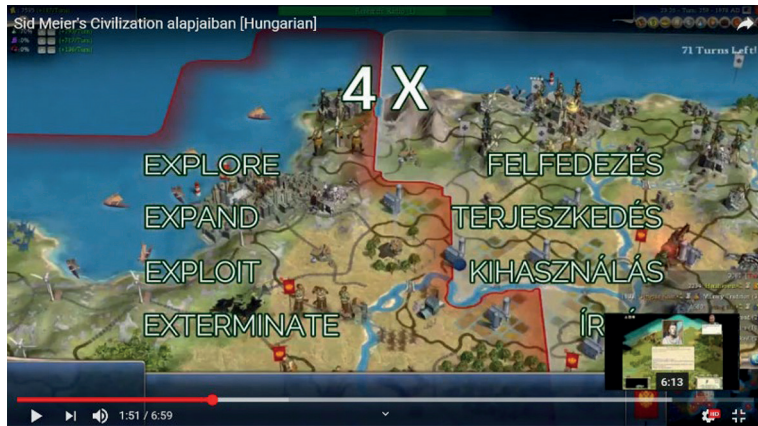 Sid Meier's Civilization alapjaiban [Hungarian]
71 Turns Left!
4 X
EXPLORE FELFEDEZÉS
EXPAND TERJESZKEDÉS
EXPLOIT KIHASZNÁLÁS
EXTERMINATE
6:13
1:51 / 6:59
HD